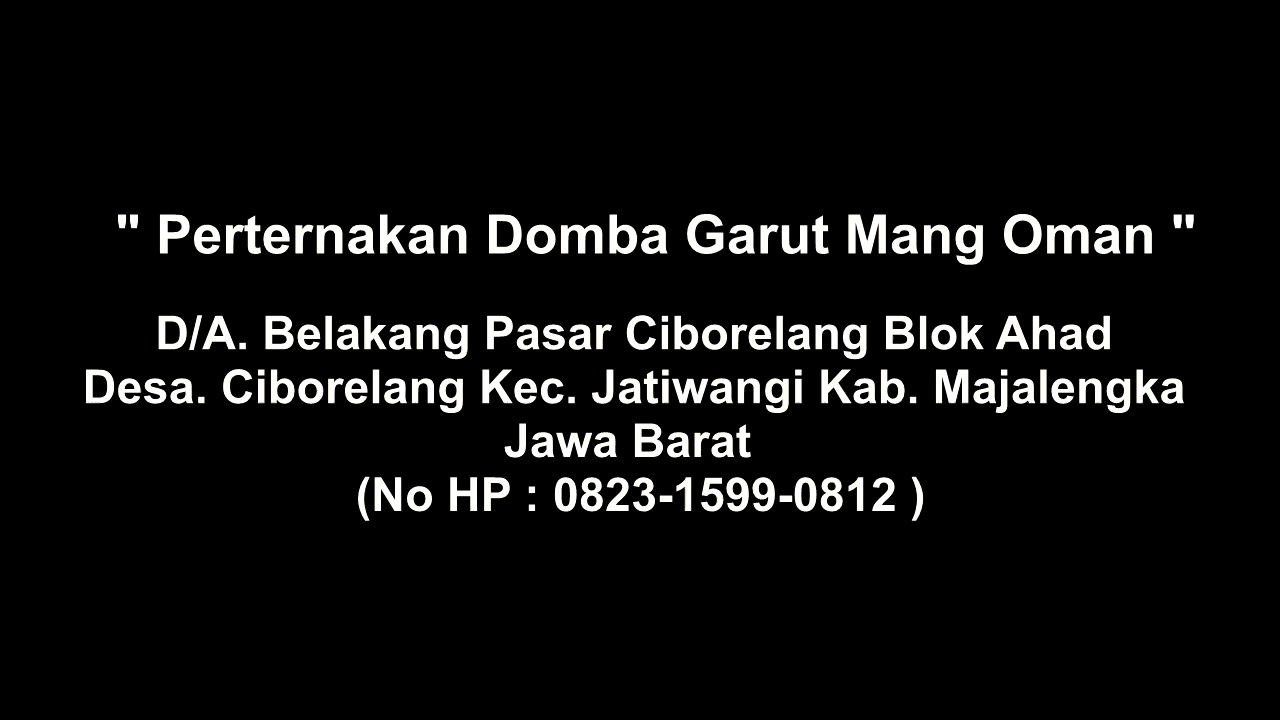 " Perternakan Domba Garut Mang Oman "
D/A. Belakang Pasar Ciborelang Blok Ahad
Desa. Ciborelang Kec. Jatiwangi Kab. Majalengka
Jawa Barat
(No HP : 0823-1599-0812 )